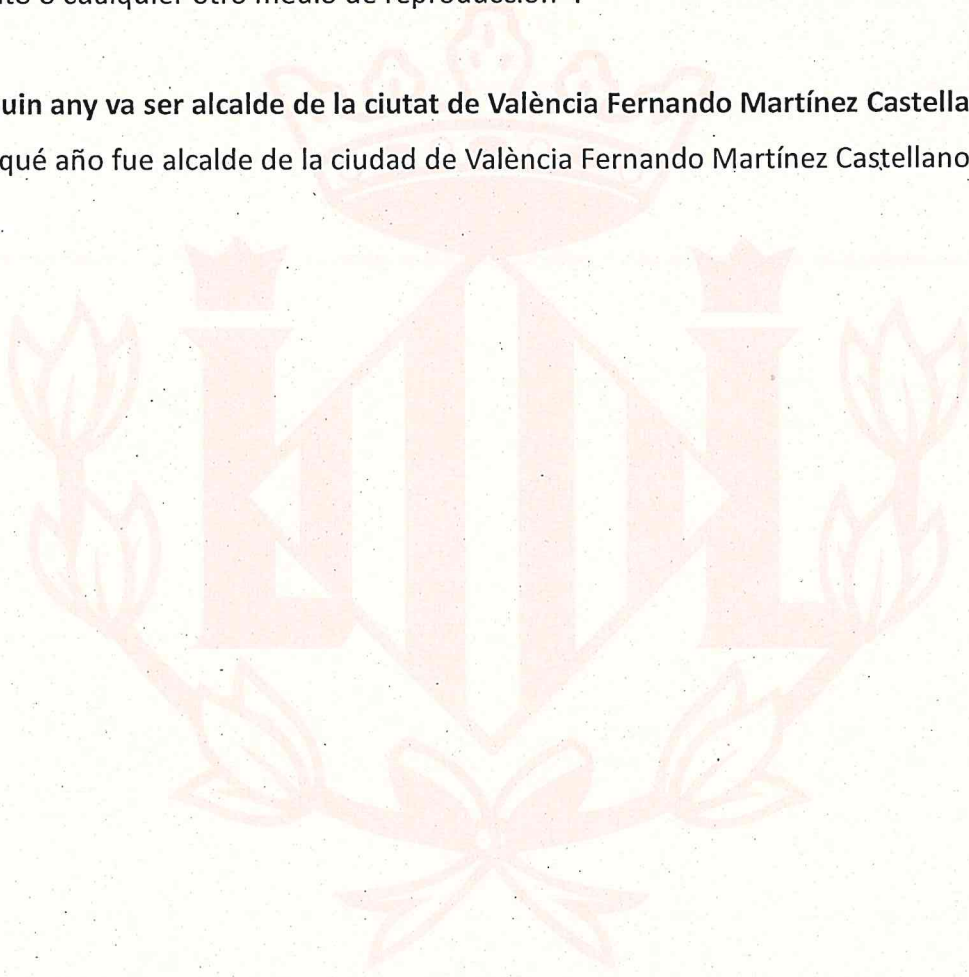 o cualquier otro medio de reproducción".
uin any va ser alcalde de la ciutat de València Fernando Martínez Castella
qué año fue alcalde de la ciudad de València Fernando Martínez Castellano